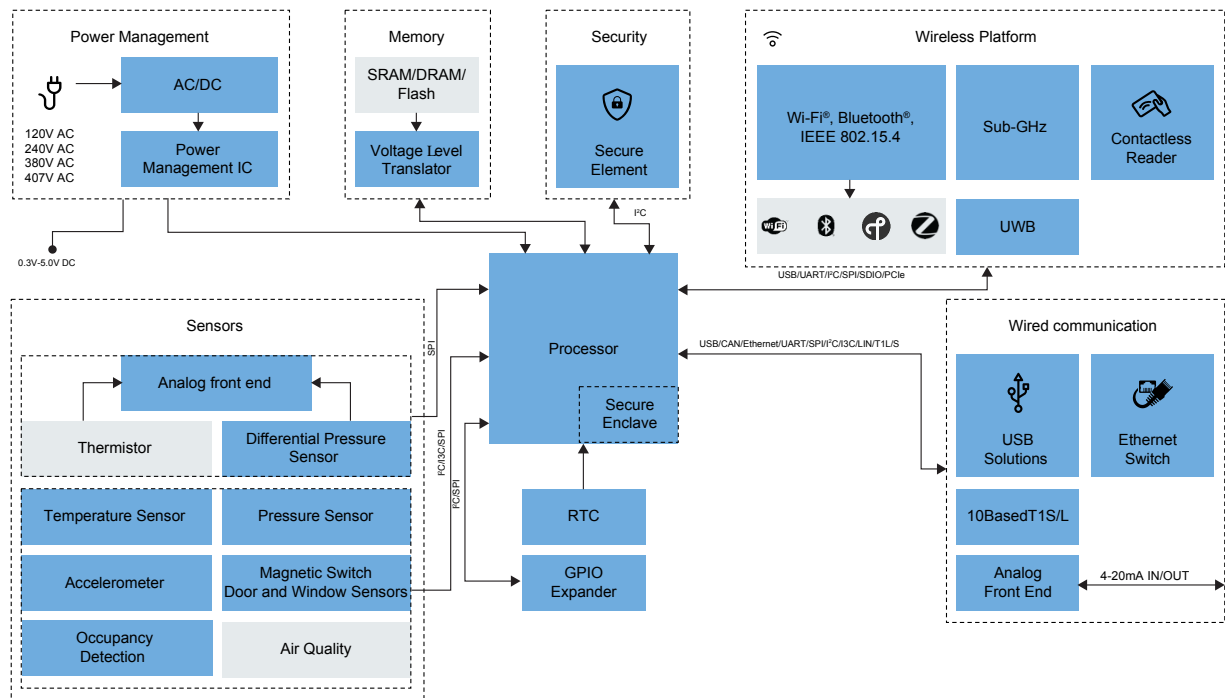 Power Management
AC/DC
120V AC
240V AC
380V AC
407V AC
Power
Management IC
0.3V-5.0V DC
Memory
SRAM/DRAM/
Flash
Voltage Level
Translator
Security
Secure
Element
I²C
Wireless Platform
Wi-Fi®, Bluetooth®,
IEEE 802.15.4
Sub-GHz
Contactless
Reader
WiFi
UWB
USB/UART/I²C/SPI/SDIO/PCIe
Sensors
Analog front end
Thermistor
Differential Pressure
Sensor
SPI
Temperature Sensor
Pressure Sensor
Accelerometer
Magnetic Switch
Door and Window Sensors
Occupancy
Detection
Air Quality
I²C/I3C/SPI
I²C/SPI
Processor
Secure
Enclave
RTC
GPIO
Expander
USB/CAN/Ethernet/UART/SPI/I²C/I3C/LIN/T1L/S
Wired communication
USB
Solutions
Ethernet
Switch
10BasedT1S/L
Analog
Front End
4-20mA IN/OUT